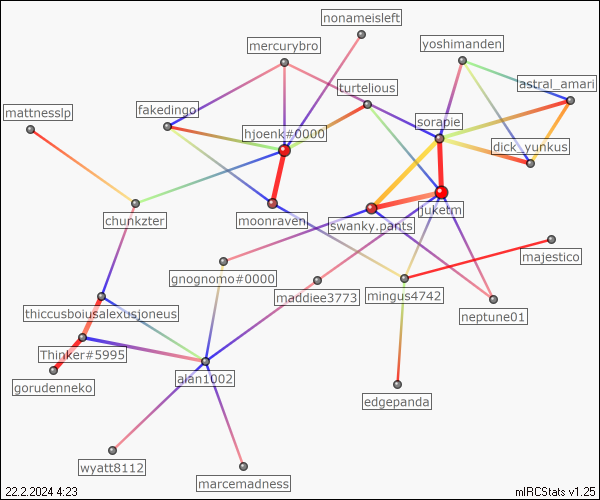 nonameisleft
mercurybro
yoshimanden
astral_amari
turtelious
mattnesslp
fakedingo
sorapie
hjoenk#0000
dick_yunkus
chunkzter
moonraven
swanky.pants
juketm
majestico
gnognomo#0000
maddiee3773
mingus4742
neptune01
thiccusboiusalexusjoneus
Thinker#5995
gorudenneko
alan1002
edgepanda
wyatt8112
marcemadness
22.2.2024 4:23
mIRCStats v1.25